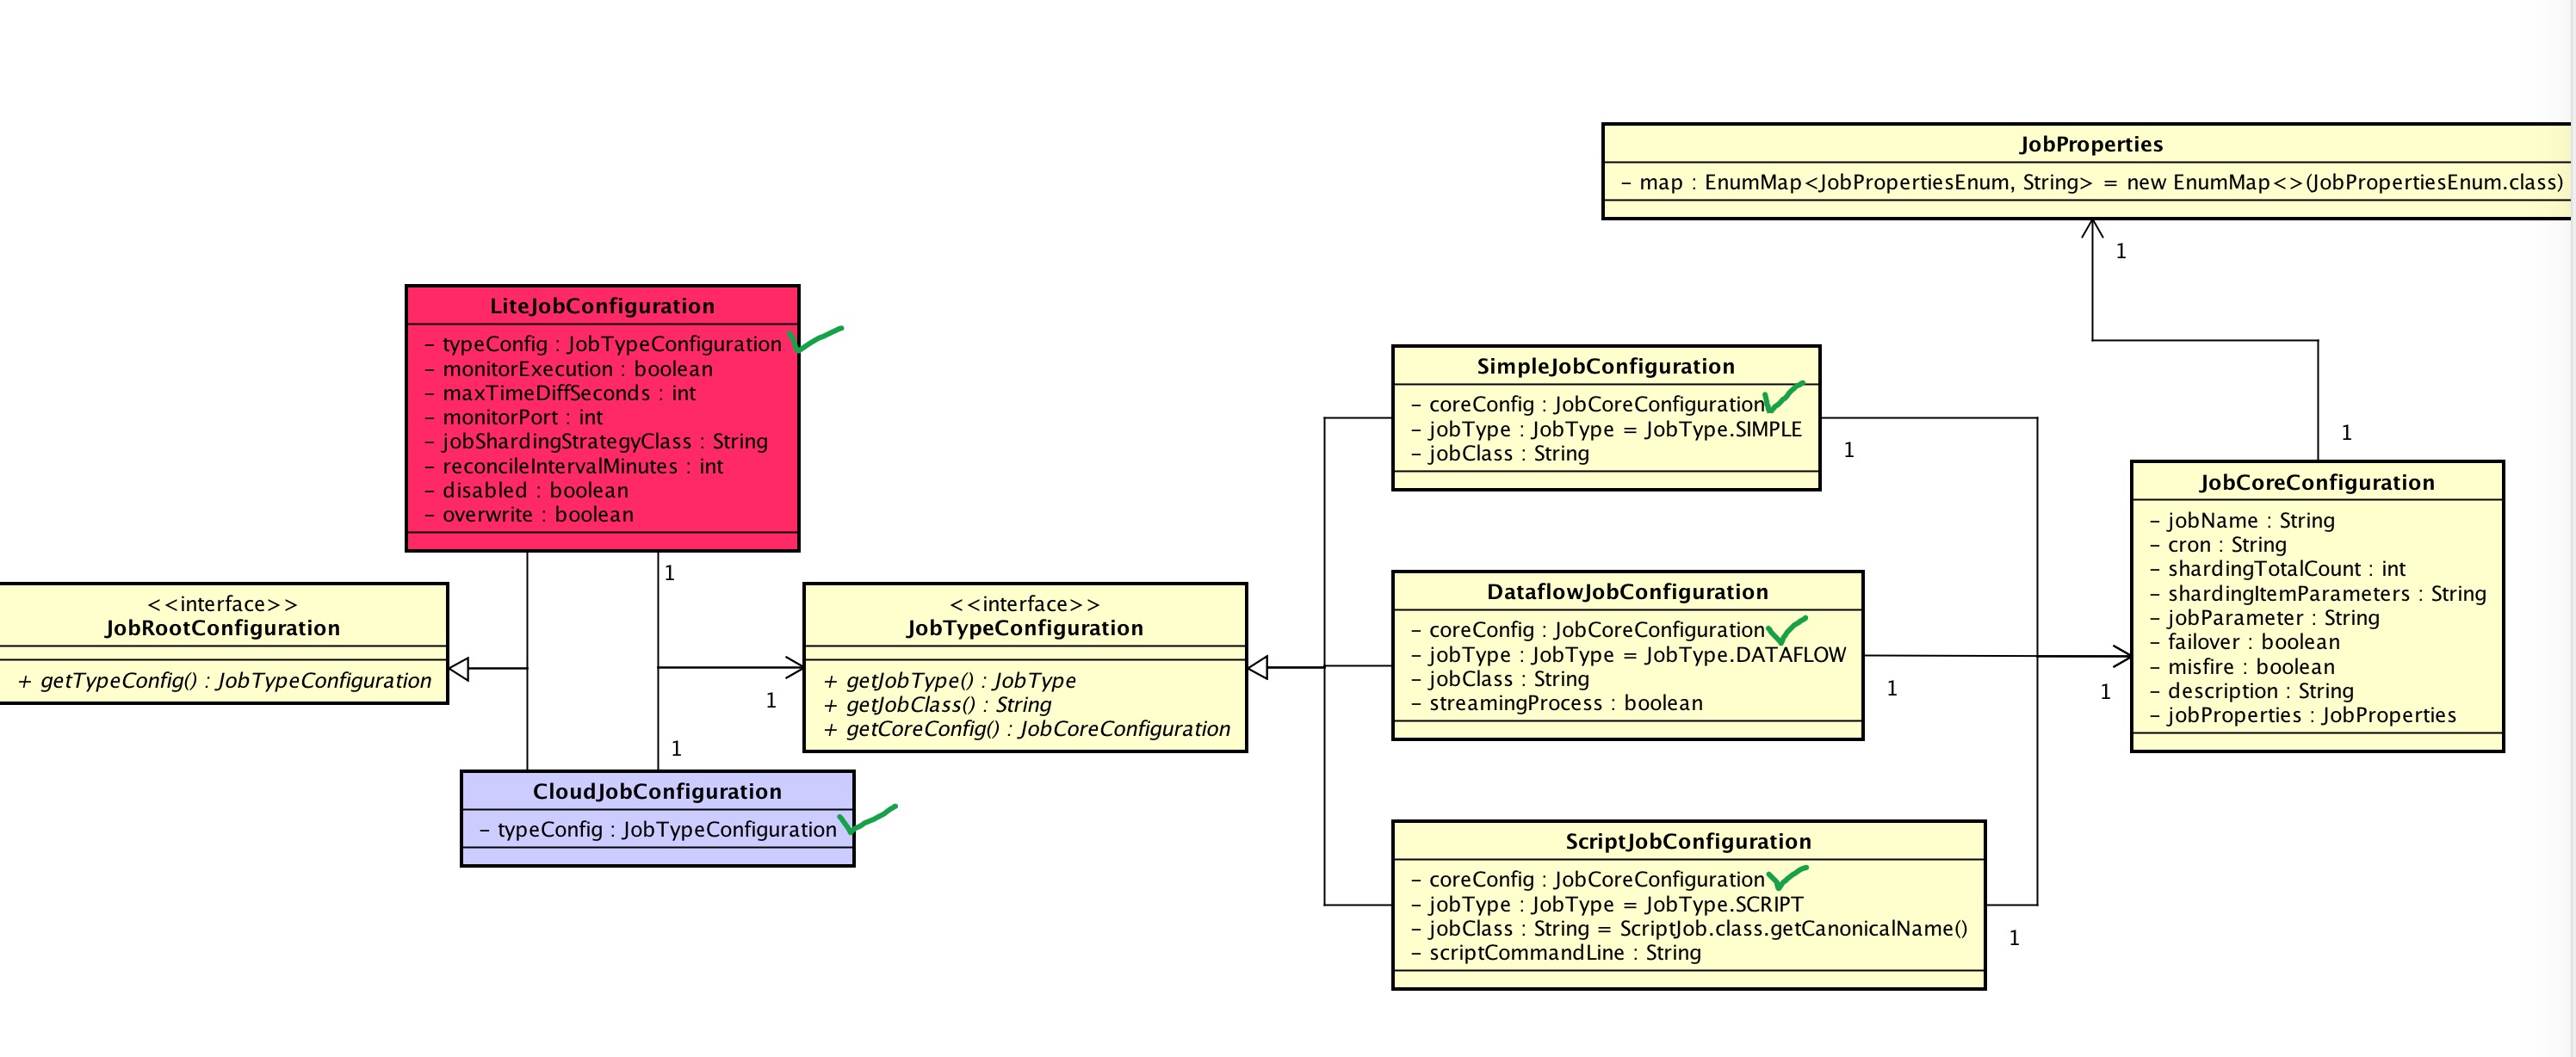 JobProperties
– map : EnumMap<JobPropertiesEnum, String> = new EnumMap<>(JobPropertiesEnum.class)
1
LiteJobConfiguration
– typeConfig : JobTypeConfiguration
– monitorExecution : boolean
– maxTimeDiffSeconds : int
– monitorPort : int
– jobShardingStrategyClass : String
– reconcileIntervalMinutes : int
– disabled : boolean
– overwrite : boolean
1
<<interface>>
JobRootConfiguration
+ getTypeConfig() : JobTypeConfiguration
<<interface>>
JobTypeConfiguration
+ getJobType() : JobType
+ getJobClass() : String
+ getCoreConfig() : JobCoreConfiguration
1
1
CloudJobConfiguration
– typeConfig : JobTypeConfiguration
SimpleJobConfiguration
– coreConfig : JobCoreConfiguration
– jobType : JobType = JobType.SIMPLE
– jobClass : String
1
DataflowJobConfiguration
– coreConfig : JobCoreConfiguration
– jobType : JobType = JobType.DATAFLOW
– jobClass : String
– streamingProcess : boolean
1
ScriptJobConfiguration
– coreConfig : JobCoreConfiguration
– jobType : JobType = JobType.SCRIPT
– jobClass : String = ScriptJob.class.getCanonicalName()
– scriptCommandLine : String
1
1
JobCoreConfiguration
– jobName : String
– cron : String
– shardingTotalCount : int
– shardingItemParameters : String
– jobParameter : String
– failover : boolean
– misfire : boolean
– description : String
– jobProperties : JobProperties
1